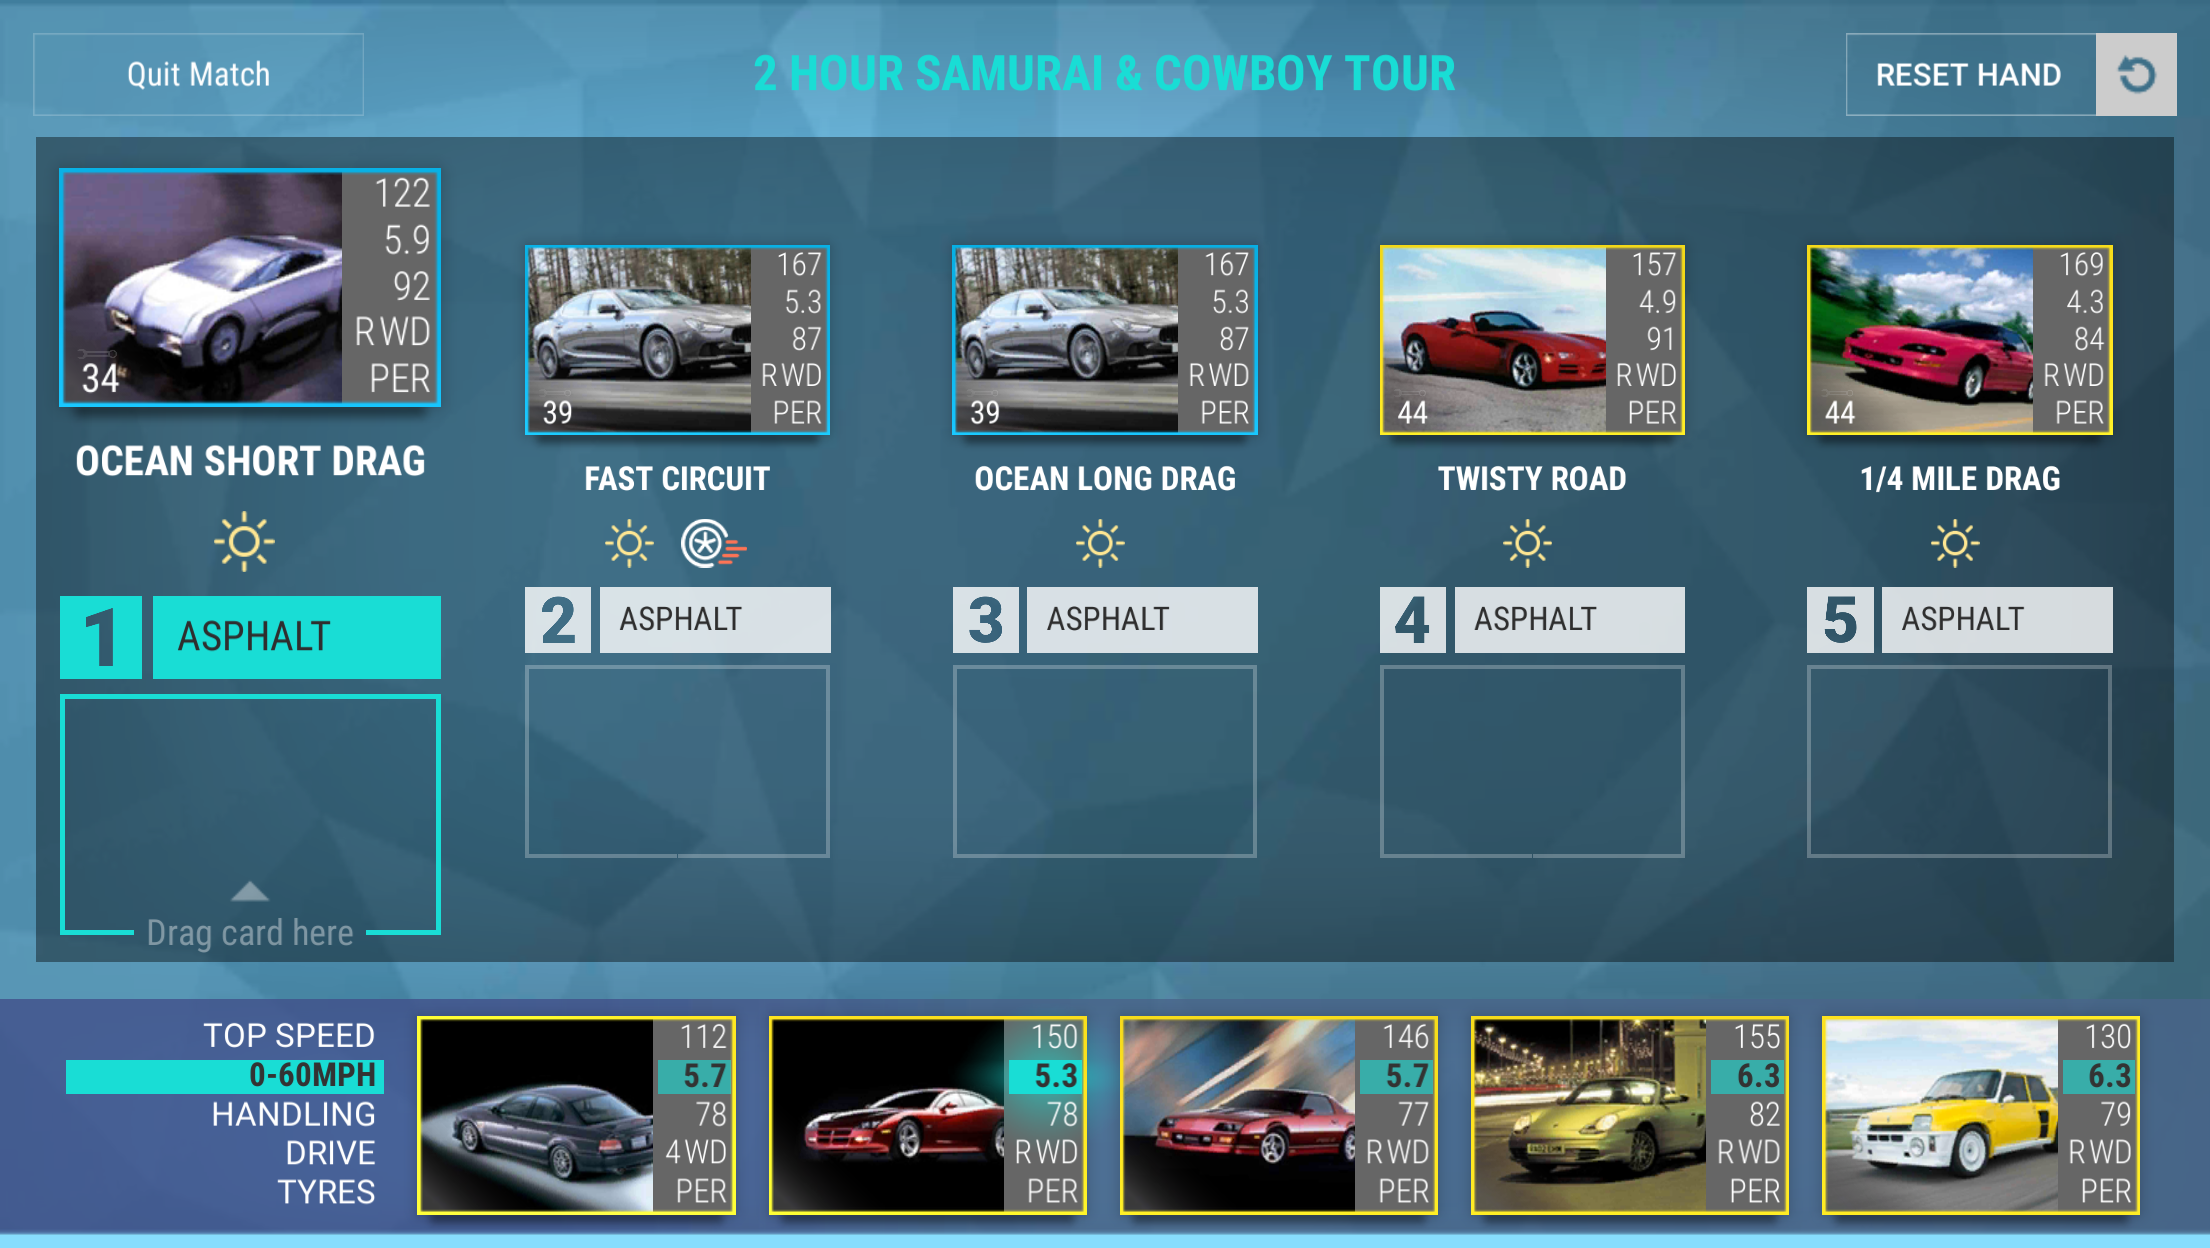 Quit Match
2 HOUR SAMURAI & COWBOY TOUR
RESET HAND
122
5.9
92
RWD
PER
34
OCEAN SHORT DRAG
1 ASPHALT
Drag card here
167
5.3
87
RWD
PER
39
FAST CIRCUIT
2 ASPHALT
167
5.3
87
RWD
PER
39
OCEAN LONG DRAG
3 ASPHALT
157
4.9
91
RWD
PER
44
TWISTY ROAD
4 ASPHALT
169
4.3
84
RWD
PER
44
1/4 MILE DRAG
5 ASPHALT
TOP SPEED
0-60MPH
HANDLING
DRIVE
TYRES
112
5.7
78
4WD
PER
150
5.3
78
RWD
PER
146
5.7
77
RWD
PER
155
6.3
82
RWD
PER
130
6.3
79
RWD
PER